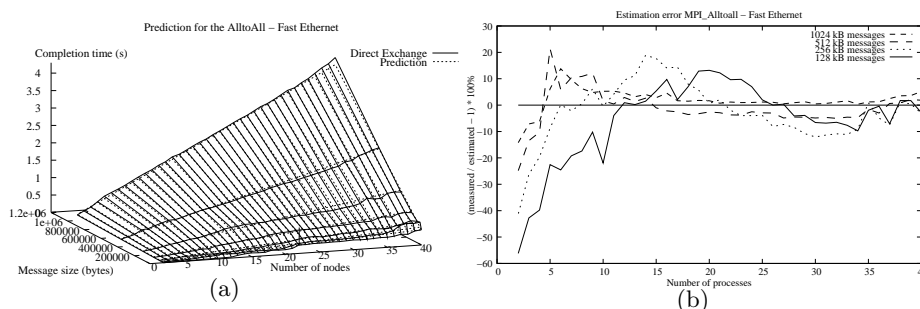 Prediction for the AlltoAll – Fast Ethernet
Completion time (s)
Direct Exchange
Prediction
4
3.5
3
2.5
2
1.5
1
0.5
0
1.2e+06
1e+06
800000
600000
400000
200000
Message size (bytes)
0
5
10
15
20
25
30
35
40
Number of nodes
(a)
Estimation error MPI_Alltoall – Fast Ethernet
1024 kB messages
512 kB messages
256 kB messages
128 kB messages
(measured / estimated – 1) * 100%
30
20
10
0
−10
−20
−30
−40
−50
−60
0
5
10
15
20
25
30
35
40
Number of processes
(b)